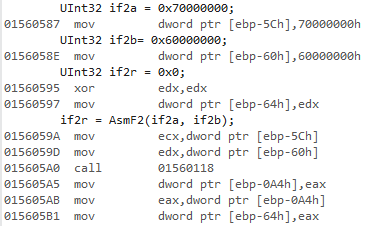 UInt32 if2a = 0x70000000;
01560587 mov dword ptr [ebp-5Ch],70000000h
UInt32 if2b= 0x60000000;
0156058E mov dword ptr [ebp-60h],60000000h
UInt32 if2r = 0x0;
01560595 xor edx,edx
01560597 mov dword ptr [ebp-64h],edx
if2r = AsmF2(if2a, if2b);
0156059A mov ecx,dword ptr [ebp-5Ch]
0156059D mov edx,dword ptr [ebp-60h]
015605A0 call 01560118
015605A5 mov dword ptr [ebp-0A4h],eax
015605AB mov eax,dword ptr [ebp-0A4h]
015605B1 mov dword ptr [ebp-64h],eax